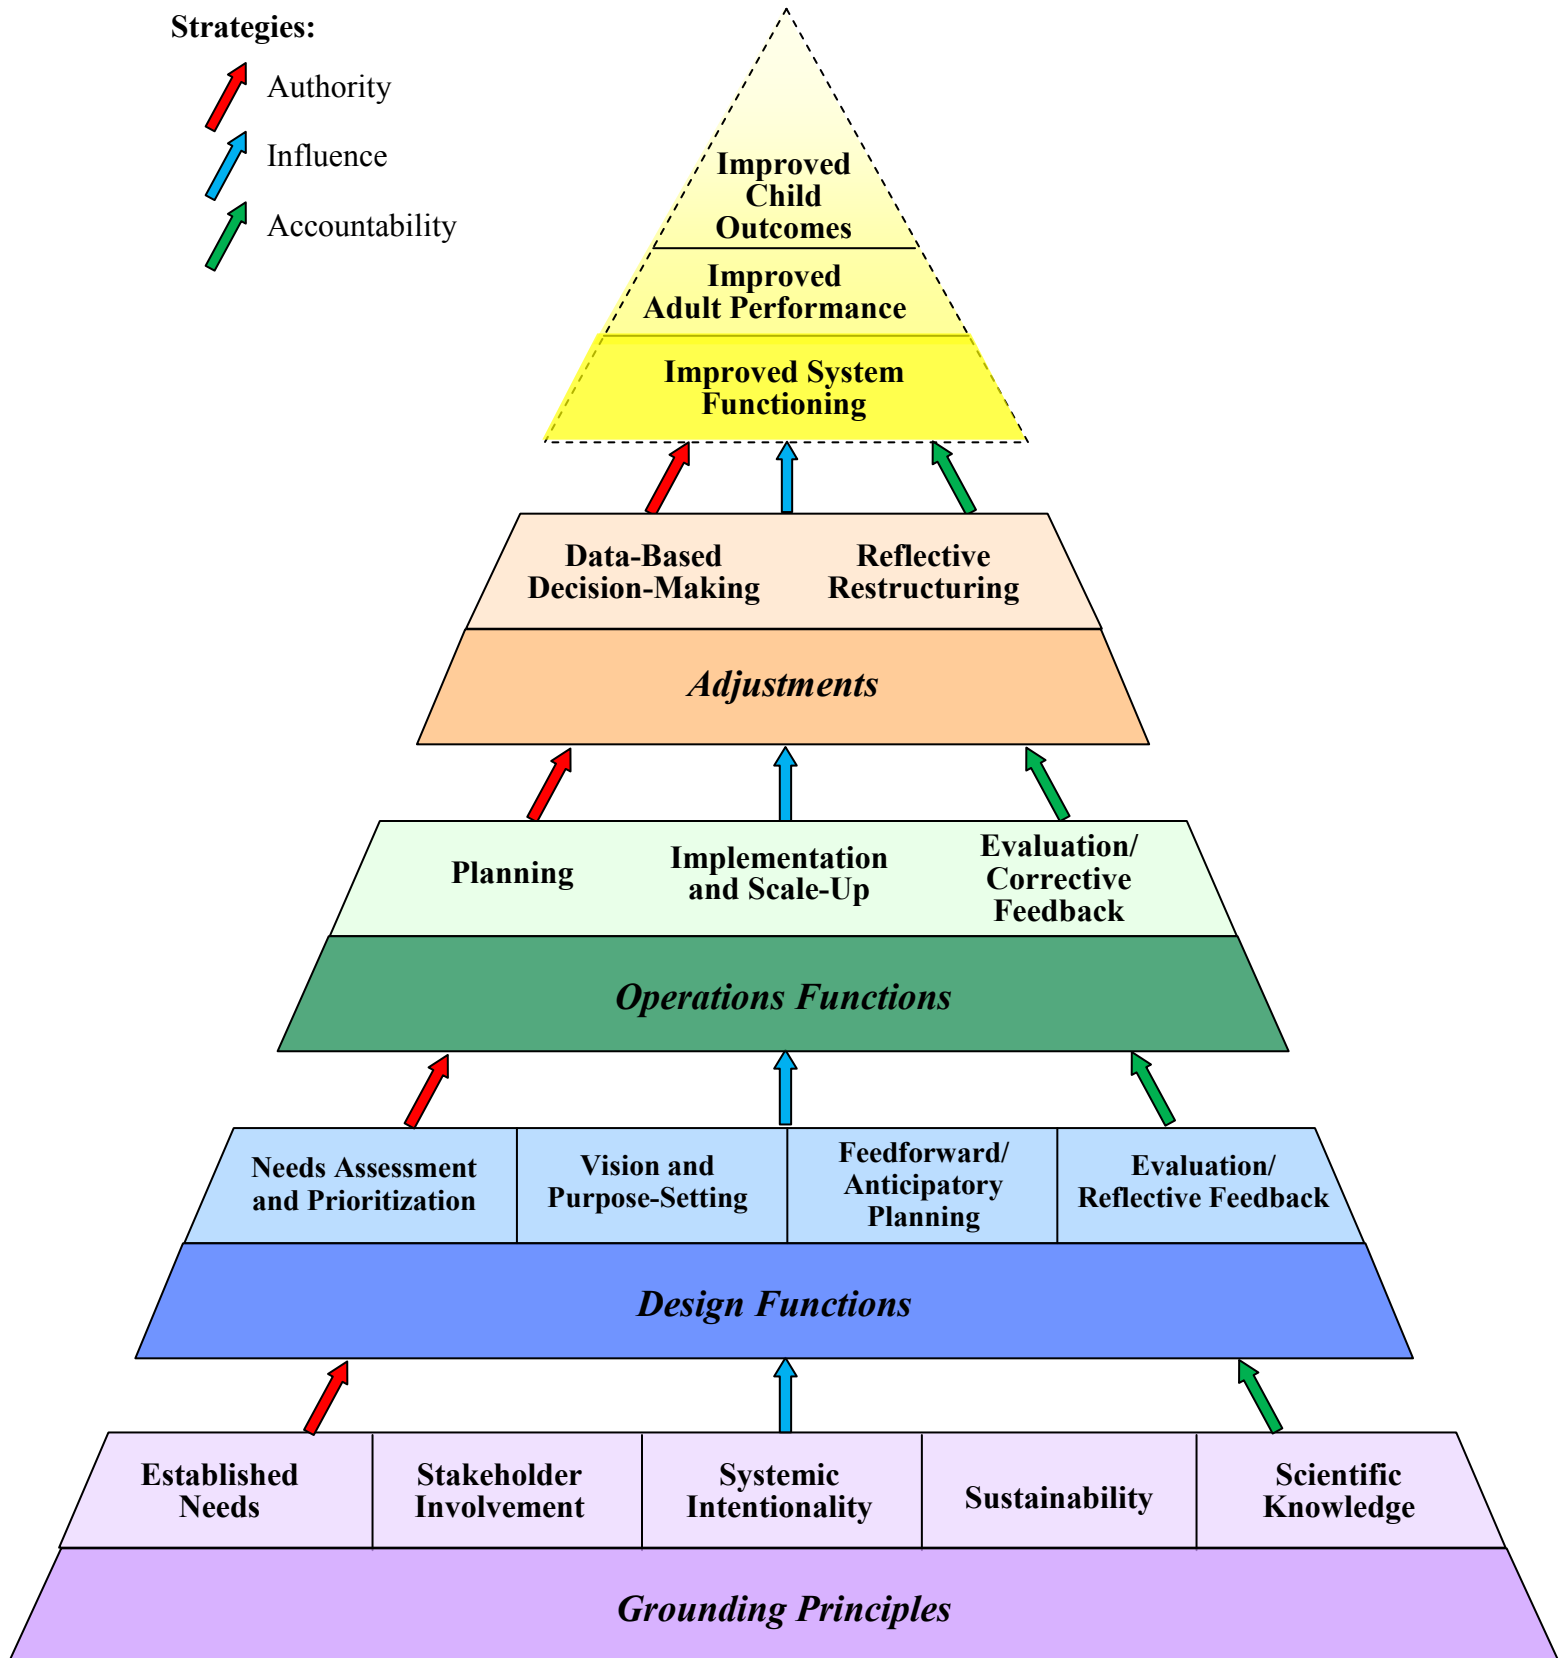 Strategies:
Authority
Influence
Accountability
Improved
Child
Outcomes
Improved
Adult Performance
Improved System
Functioning
Data-Based
Decision-Making
Reflective
Restructuring
Adjustments
Planning
Implementation
and Scale-Up
Evaluation/
Corrective
Feedback
Operations Functions
Needs Assessment
and Prioritization
Vision and
Purpose-Setting
Feedforward/
Anticipatory
Planning
Evaluation/
Reflective Feedback
Design Functions
Established
Needs
Stakeholder
Involvement
Systemic
Intentionality
Sustainability
Scientific
Knowledge
Grounding Principles